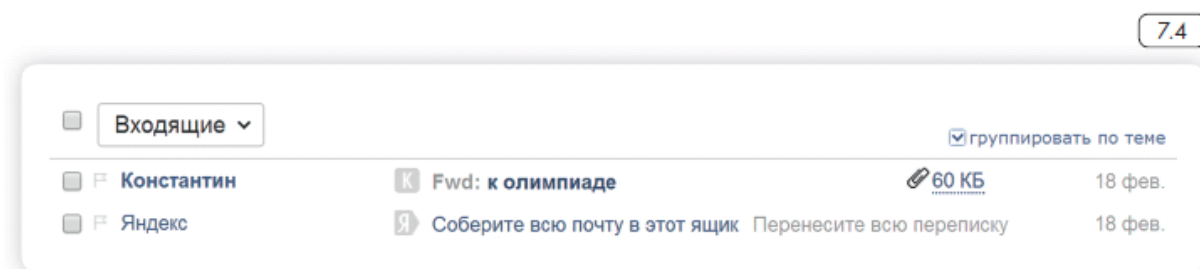 7.4
Входящие
группировать по теме
Константин К Fwd: к олимпиаде 60 КБ 18 фев.
Яндекс Я Соберите всю почту в этот ящик Перенесите всю переписку 18 фев.